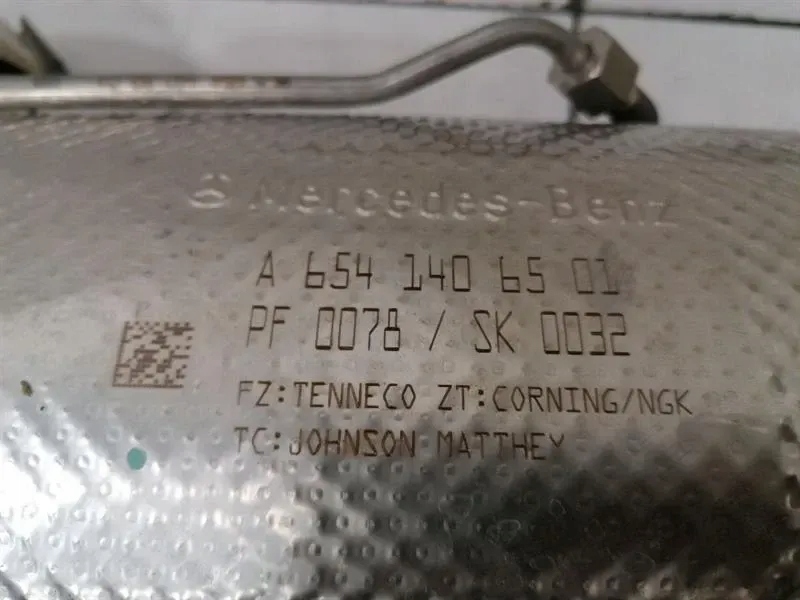 Mercedes-Benz
A 654 140 65 01
PF 0078 / SK 0032
FZ:TENNECO ZT:CORNING/NGK
TC:JOHNSON MATTHEY